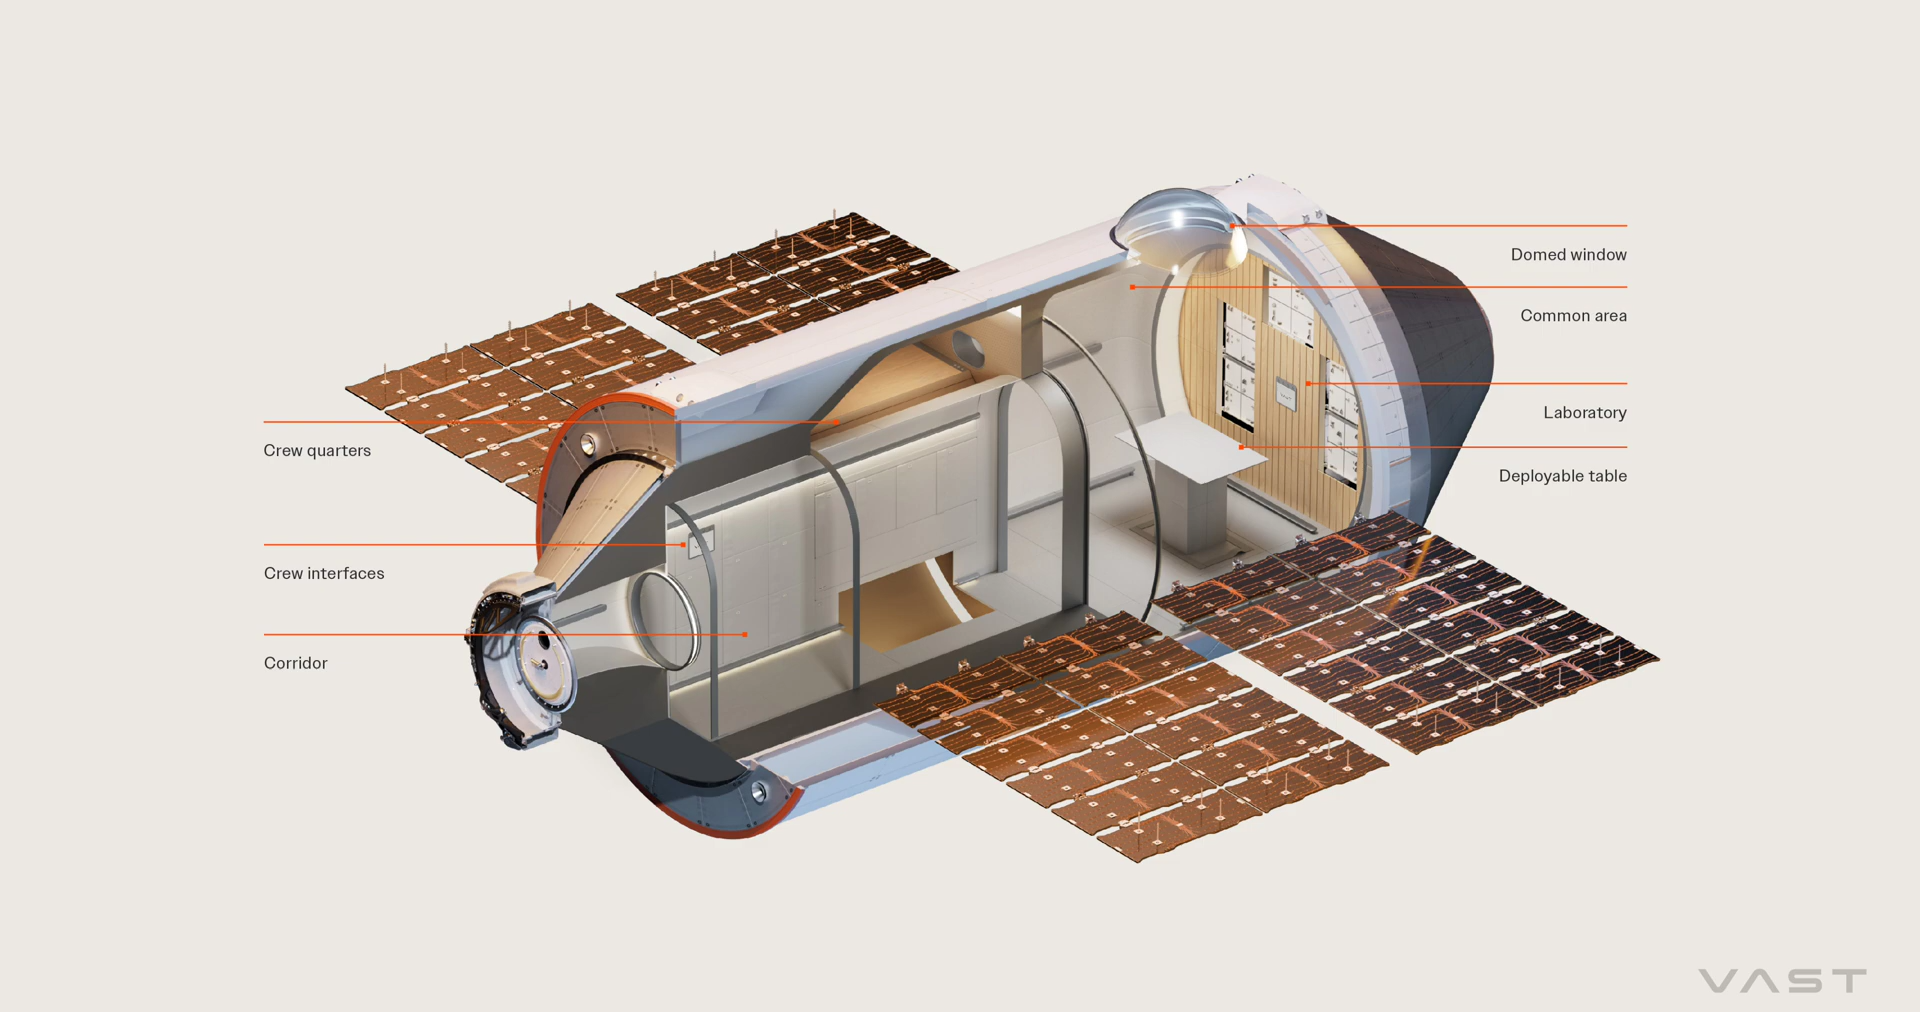 Domed window
Common area
Laboratory
Crew quarters
Deployable table
Crew interfaces
Corridor
VAST